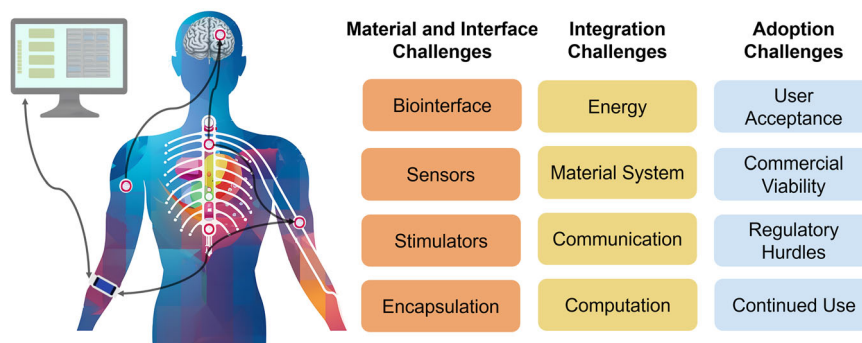 Material and Interface
Challenges
Integration
Challenges
Adoption
Challenges
Biointerface
Energy
User
Acceptance
Sensors
Material System
Commercial
Viability
Stimulators
Communication
Regulatory
Hurdles
Encapsulation
Computation
Continued Use